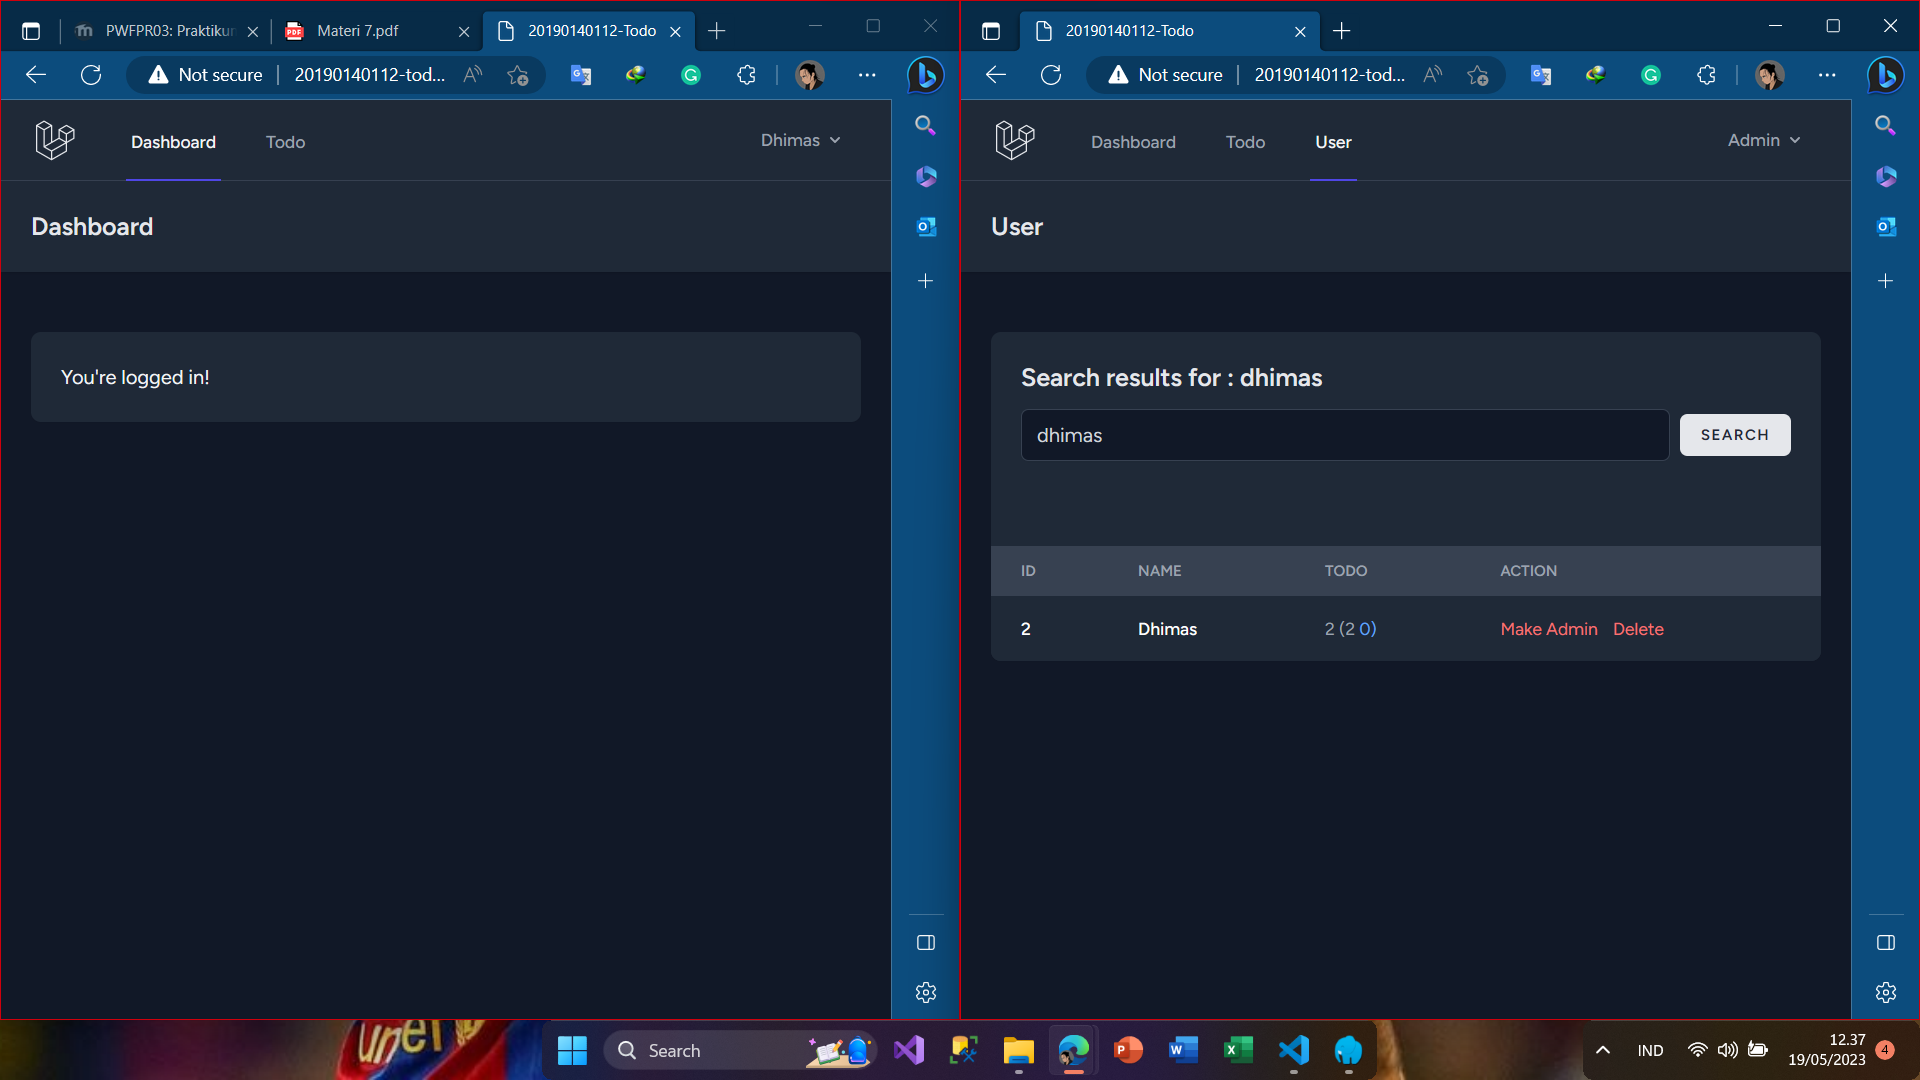 PWFPR03: Praktikur
Materi 7.pdf
20190140112-Todo
Not secure
20190140112-tod...
Dashboard
Todo
Dhimas
Dashboard
You're logged in!
20190140112-Todo
Not secure
20190140112-tod...
Dashboard
Todo
User
Admin
User
Search results for : dhimas
dhimas
SEARCH
ID NAME TODO ACTION
2 Dhimas 2 (2 0) Make Admin Delete
Search
IND
12.37
19/05/2023
4